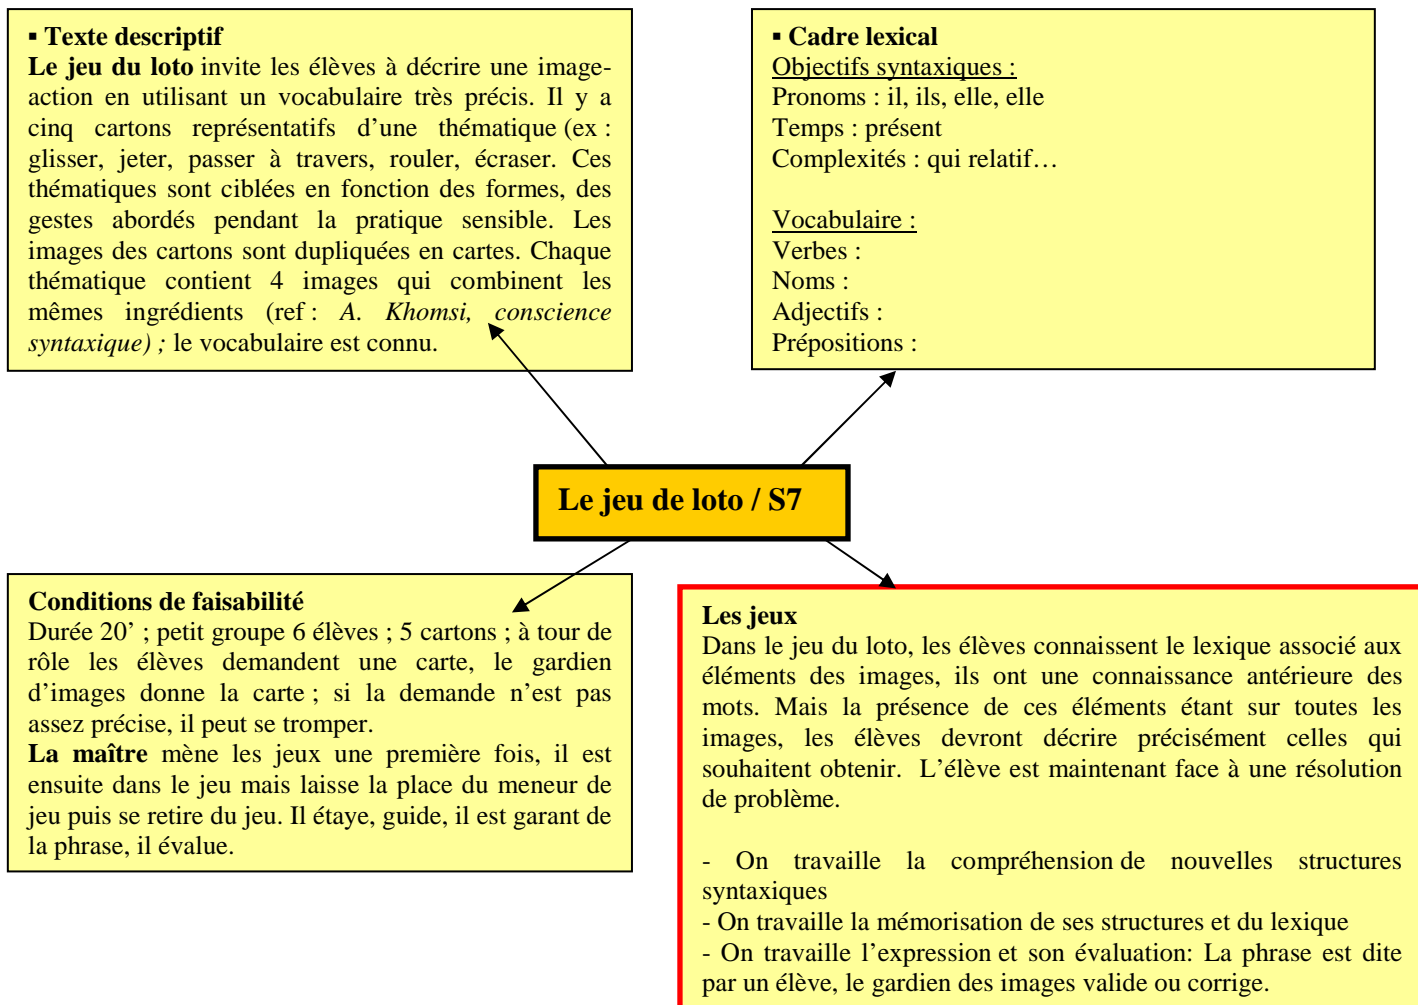 ▪ Texte descriptif
Le jeu du loto invite les élèves à décrire une image-
action en utilisant un vocabulaire très précis. Il y a
cinq cartons représentatifs d’une thématique (ex :
glisser, jeter, passer à travers, rouler, écraser. Ces
thématiques sont ciblées en fonction des formes, des
gestes abordés pendant la pratique sensible. Les
images des cartons sont dupliquées en cartes. Chaque
thématique contient 4 images qui combinent les
mêmes ingrédients (ref : A. Khomsi, conscience
syntaxique) ; le vocabulaire est connu.
▪ Cadre lexical
Objectifs syntaxiques :
Pronoms : il, ils, elle, elle
Temps : présent
Complexités : qui relatif…
Vocabulaire :
Verbes :
Noms :
Adjectifs :
Prépositions :
Le jeu de loto / S7
Conditions de faisabilité
Durée 20’ ; petit groupe 6 élèves ; 5 cartons ; à tour de
rôle les élèves demandent une carte, le gardien
d’images donne la carte ; si la demande n’est pas
assez précise, il peut se tromper.
La maître mène les jeux une première fois, il est
ensuite dans le jeu mais laisse la place du meneur de
jeu puis se retire du jeu. Il étaye, guide, il est garant de
la phrase, il évalue.
Les jeux
Dans le jeu du loto, les élèves connaissent le lexique associé aux
éléments des images, ils ont une connaissance antérieure des
mots. Mais la présence de ces éléments étant sur toutes les
images, les élèves devront décrire précisément celles qui
souhaitent obtenir. L’élève est maintenant face à une résolution
de problème.
- On travaille la compréhension de nouvelles structures
syntaxiques
- On travaille la mémorisation de ses structures et du lexique
- On travaille l’expression et son évaluation: La phrase est dite
par un élève, le gardien des images valide ou corrige.